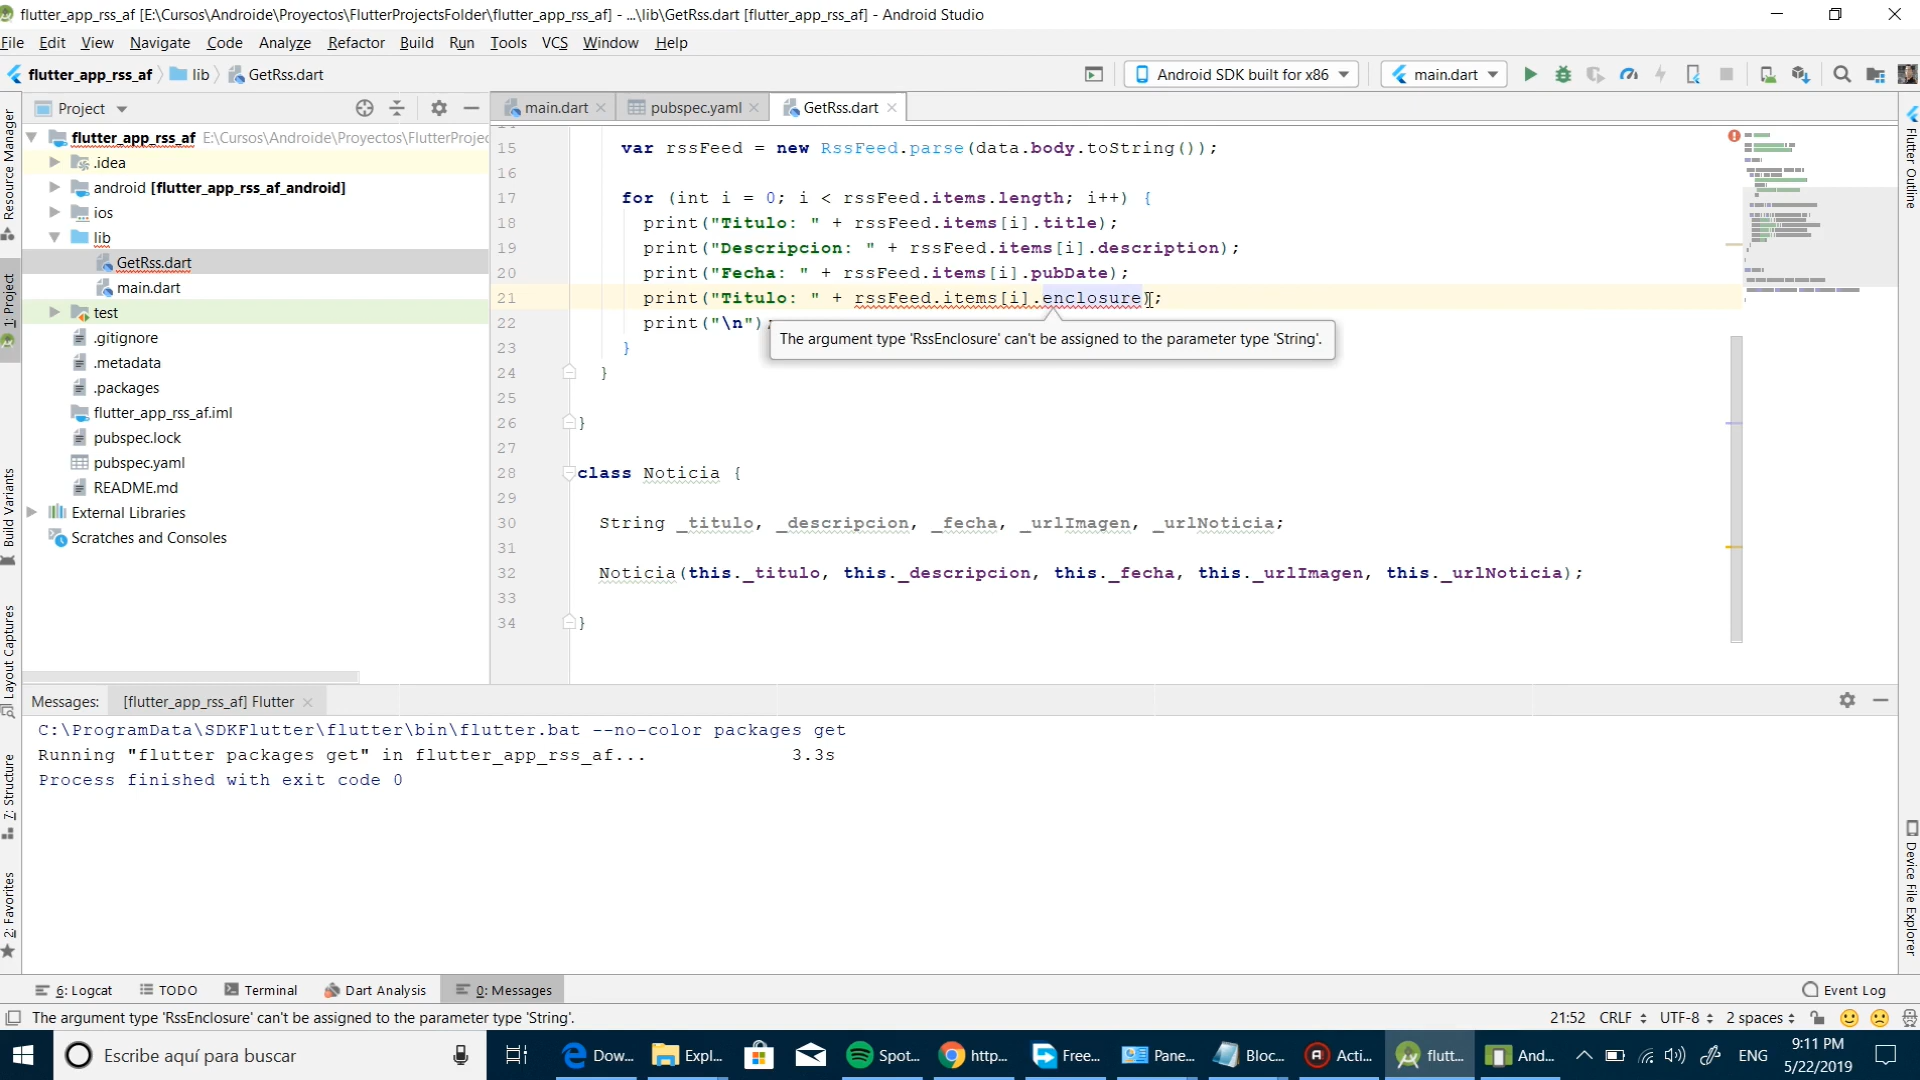 flutter_app_rss_af [E:\Cursos\Androide\Proyectos\FlutterProjectsFolder\flutter_app_rss_af] - ...\lib\GetRss.dart [flutter_app_rss_af] - Android Studio
File Edit View Navigate Code Analyze Refactor Build Run Tools VCS Window Help
flutter_app_rss_af lib GetRss.dart Android SDK built for x86 main.dart
Project main.dart pubspec.yaml GetRss.dart
flutter_app_rss_af E:\Cursos\Androide\Proyectos\FlutterProjec
.idea
android [flutter_app_rss_af_android]
ios
lib
GetRss.dart
main.dart
test
.gitignore
.metadata
.packages
flutter_app_rss_af.iml
pubspec.lock
pubspec.yaml
README.md
External Libraries
Scratches and Consoles
Resource Manager
1: Project
Build Variants
Layout Captures
7: Structure
2: Favorites
15 var rssFeed = new RssFeed.parse(data.body.toString());
16
17 for (int i = 0; i < rssFeed.items.length; i++) {
18 print("Titulo: " + rssFeed.items[i].title);
19 print("Descripcion: " + rssFeed.items[i].description);
20 print("Fecha: " + rssFeed.items[i].pubDate);
21 print("Titulo: " + rssFeed.items[i].enclosure);
22 print("\n");
The argument type 'RssEnclosure' can't be assigned to the parameter type 'String'.
23 }
24 }
25
26 }
27
28 class Noticia {
29
30 String _titulo, _descripcion, _fecha, _urlImagen, _urlNoticia;
31
32 Noticia(this._titulo, this._descripcion, this._fecha, this._urlImagen, this._urlNoticia);
33
34 }
Flutter Outline
Device File Explorer
Messages: [flutter_app_rss_af] Flutter
C:\ProgramData\SDKFlutter\flutter\bin\flutter.bat --no-color packages get
Running "flutter packages get" in flutter_app_rss_af... 3.3s
Process finished with exit code 0
6: Logcat TODO Terminal Dart Analysis 0: Messages Event Log
The argument type 'RssEnclosure' can't be assigned to the parameter type 'String'. 21:52 CRLF UTF-8 2 spaces
Escribe aquí para buscar Dow... Expl... Spot... http... Free... Pane... Bloc... Acti... flutt... And... ENG 9:11 PM
5/22/2019